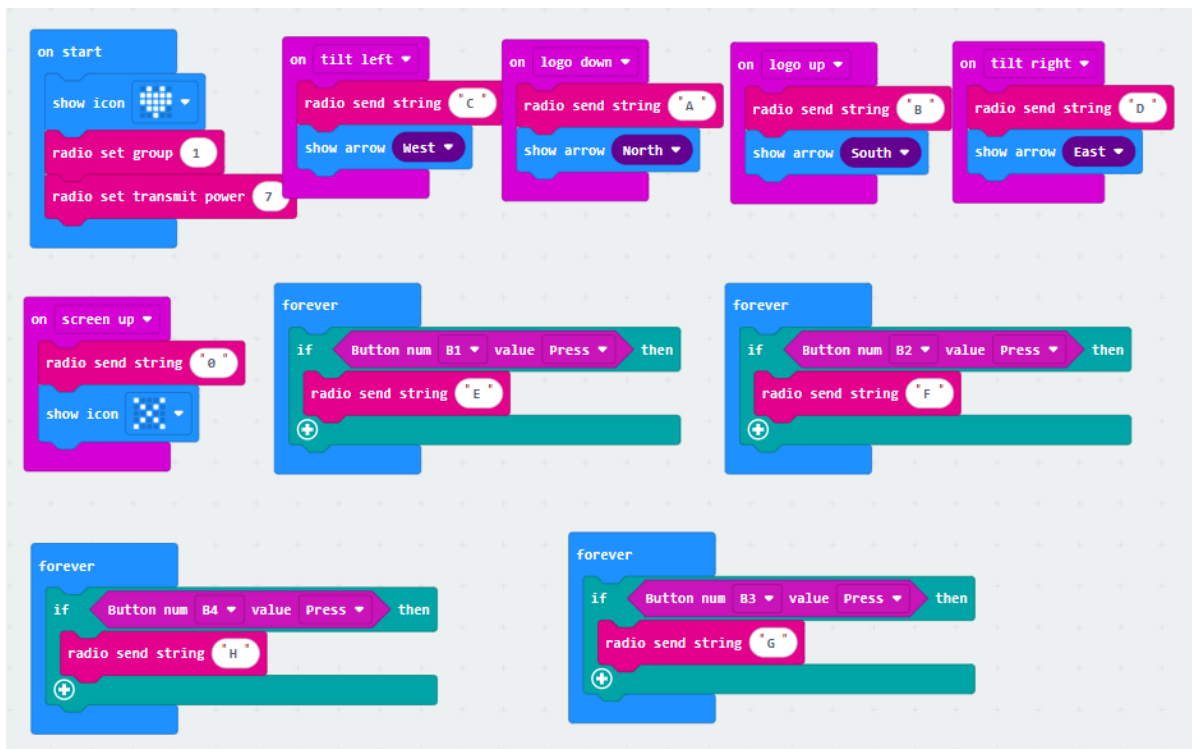 on start
show icon
radio set group 1
radio set transmit power 7
on tilt left
radio send string "C"
show arrow West
on logo down
radio send string "A"
show arrow North
on logo up
radio send string "B"
show arrow South
on tilt right
radio send string "D"
show arrow East
on screen up
radio send string "0"
show icon
forever
if Button num B1 value Press then
radio send string "E"
forever
if Button num B2 value Press then
radio send string "F"
forever
if Button num B4 value Press then
radio send string "H"
forever
if Button num B3 value Press then
radio send string "G"